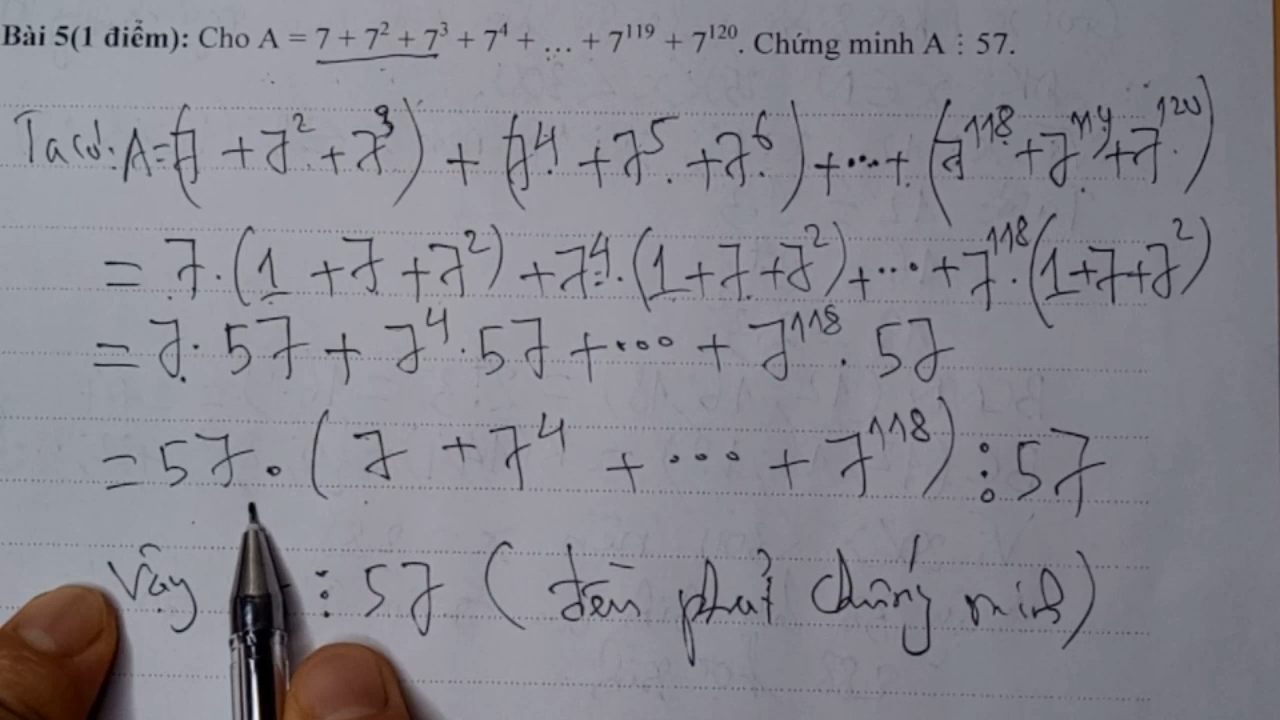 Bài 5(1 điểm): Cho A = 7 + 7² + 7³ + 7⁴ + ... + 7¹¹⁹ + 7¹²⁰. Chứng minh A ⋮ 57.
Ta có: A = (7 + 7² + 7³) + (7⁴ + 7⁵ + 7⁶) + ... + (7¹¹⁸ + 7¹¹⁹ + 7¹²⁰)
= 7.(1 + 7 + 7²) + 7⁴.(1 + 7 + 7²) + ... + 7¹¹⁸.(1 + 7 + 7²)
= 7.57 + 7⁴.57 + ... + 7¹¹⁸.57
= 57.(7 + 7⁴ + ... + 7¹¹⁸) ⋮ 57
Vậy ⋮ 57 (điều phải chứng minh)